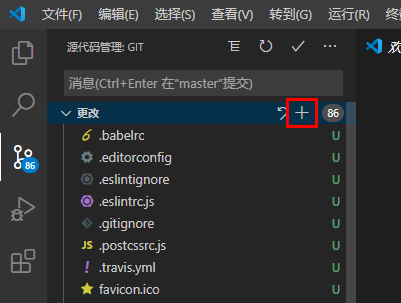 文件(F) 编辑(E) 选择(S) 查看(V) 转到(G) 运行(R)
源代码管理: GIT
欢
消息(Ctrl+Enter 在"master"提交)
更改 86
.babelrc U
.editorconfig U
.eslintignore U
86
.eslintrc.js U
.gitignore U
JS .postcssrc.js U
.travis.yml U
favicon.ico U